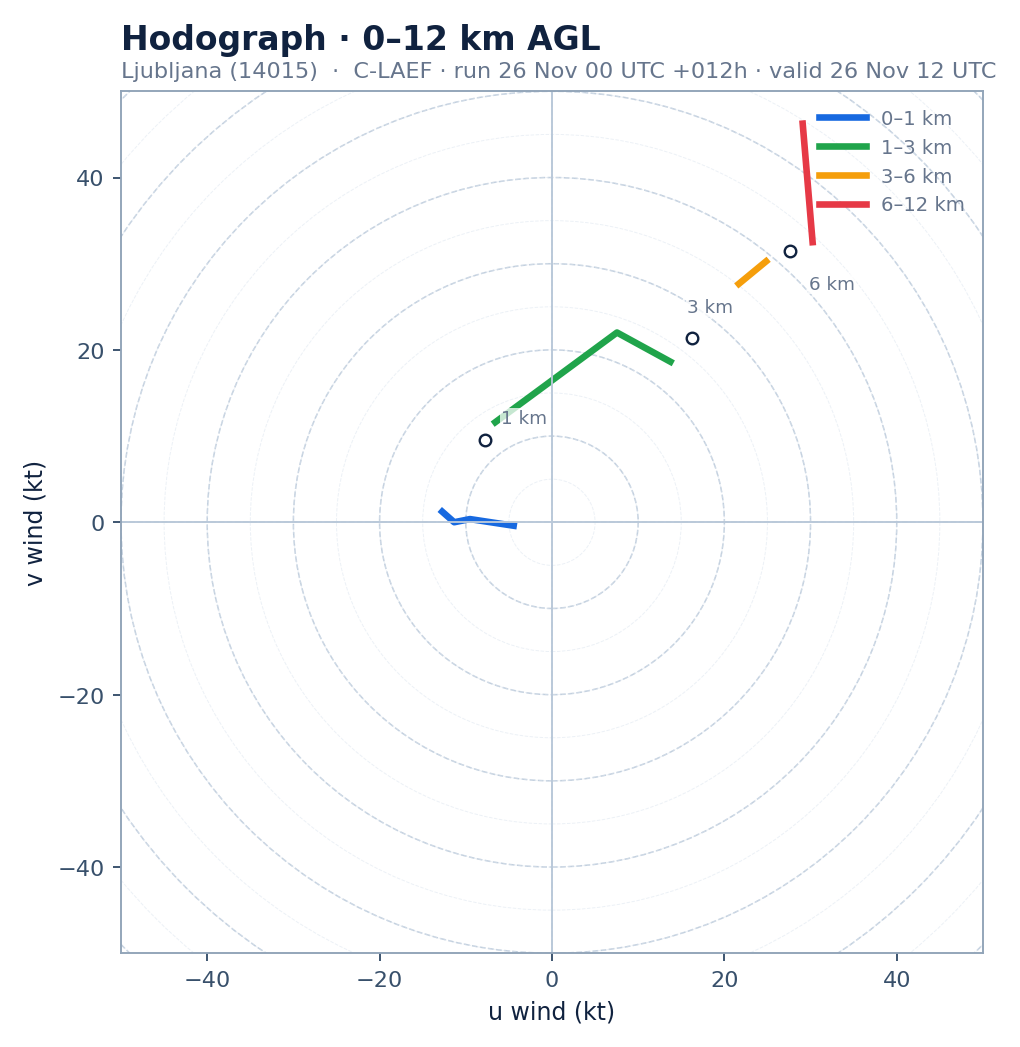 Hodograph · 0–12 km AGL
Ljubljana (14015) · C-LAEF · run 26 Nov 00 UTC +012h · valid 26 Nov 12 UTC
0–1 km
1–3 km
3–6 km
6–12 km
6 km
3 km
1 km
40
20
0
−20
−40
v wind (kt)
−40
−20
0
20
40
u wind (kt)